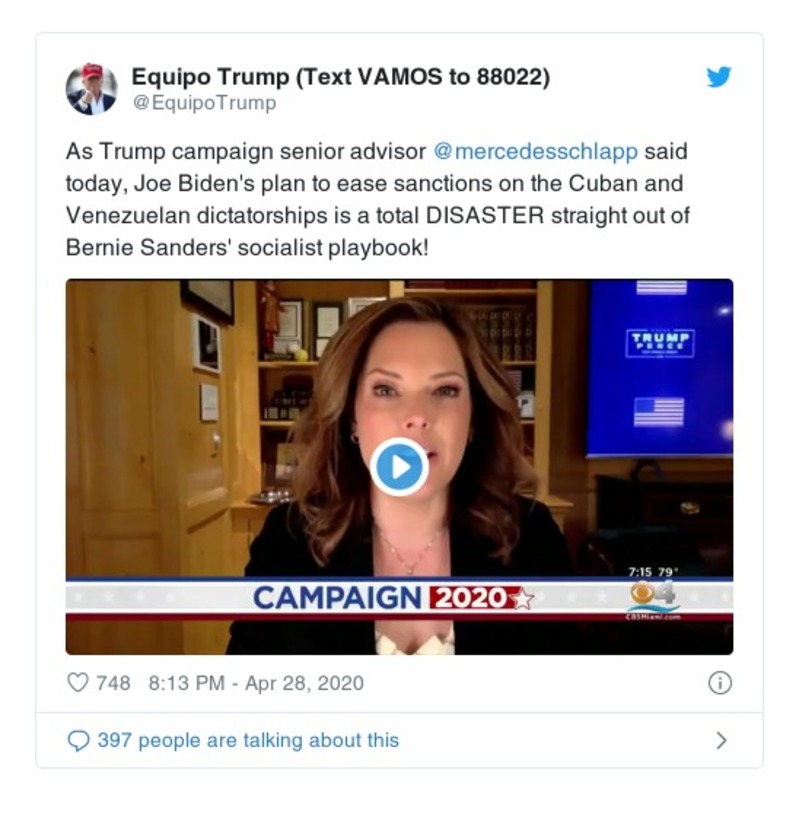 Equipo Trump (Text VAMOS to 88022)
@EquipoTrump
As Trump campaign senior advisor @mercedesschlapp said
today, Joe Biden's plan to ease sanctions on the Cuban and
Venezuelan dictatorships is a total DISASTER straight out of
Bernie Sanders' socialist playbook!
TRUMP
PENCE
7:15 79°
CAMPAIGN 2020
4
CBSMiami.com
748 8:13 PM - Apr 28, 2020
397 people are talking about this